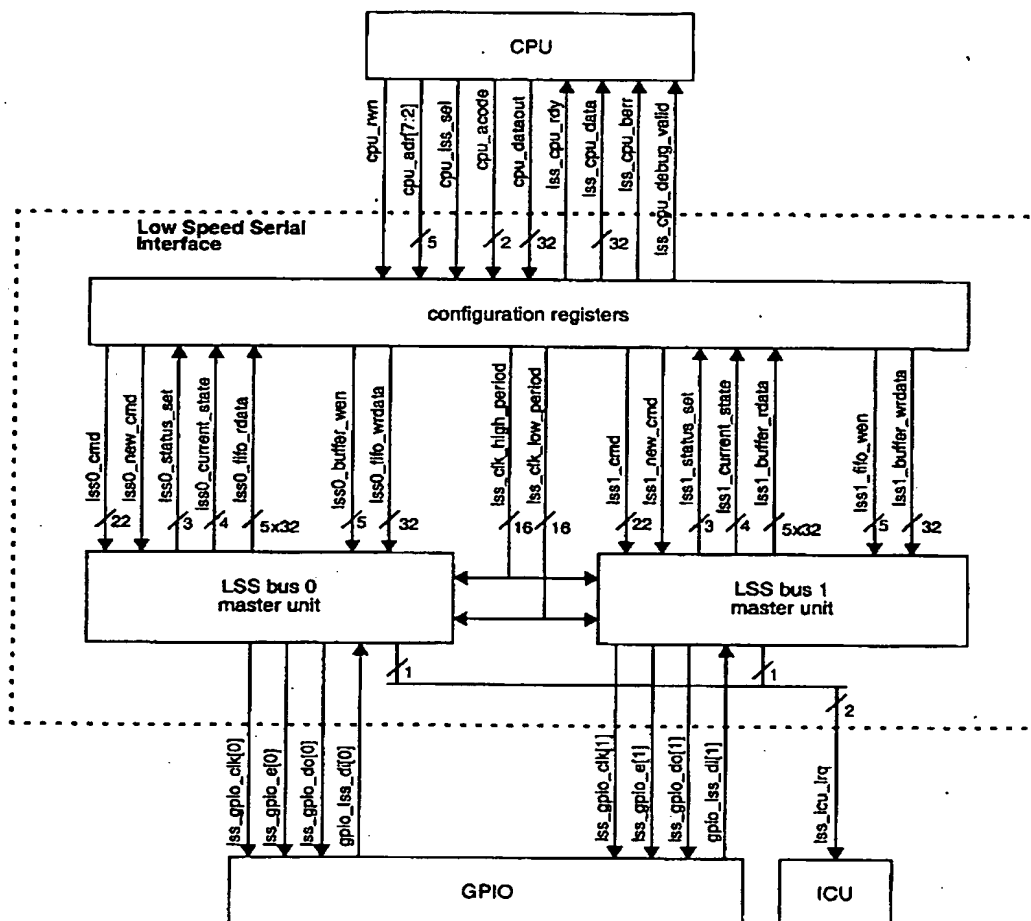 CPU
cpu_rwn
cpu_adr[7:2]
cpu_lss_sel
cpu_acode
cpu_dataout
lss_cpu_rdy
lss_cpu_data
lss_cpu_berr
lss_cpu_debug_valid
Low Speed Serial
Interface
5
2
32
32
configuration registers
lss0_cmd
lss0_new_cmd
lss0_status_set
lss0_current_state
lss0_fifo_rdata
lss0_buffer_wen
lss0_fifo_wrdata
lss_clk_high_period
lss_clk_low_period
lss1_cmd
lss1_new_cmd
lss1_status_set
lss1_current_state
lss1_buffer_rdata
lss1_fifo_wen
lss1_buffer_wrdata
22
3
4
5x32
5
32
16
16
22
3
4
5x32
5
32
LSS bus 0
master unit
LSS bus 1
master unit
1
1
2
lss_gpio_clk[0]
lss_gpio_e[0]
lss_gpio_do[0]
gpio_lss_di[0]
lss_gpio_clk[1]
lss_gpio_e[1]
lss_gpio_do[1]
gpio_lss_di[1]
lss_icu_irq
GPIO
ICU